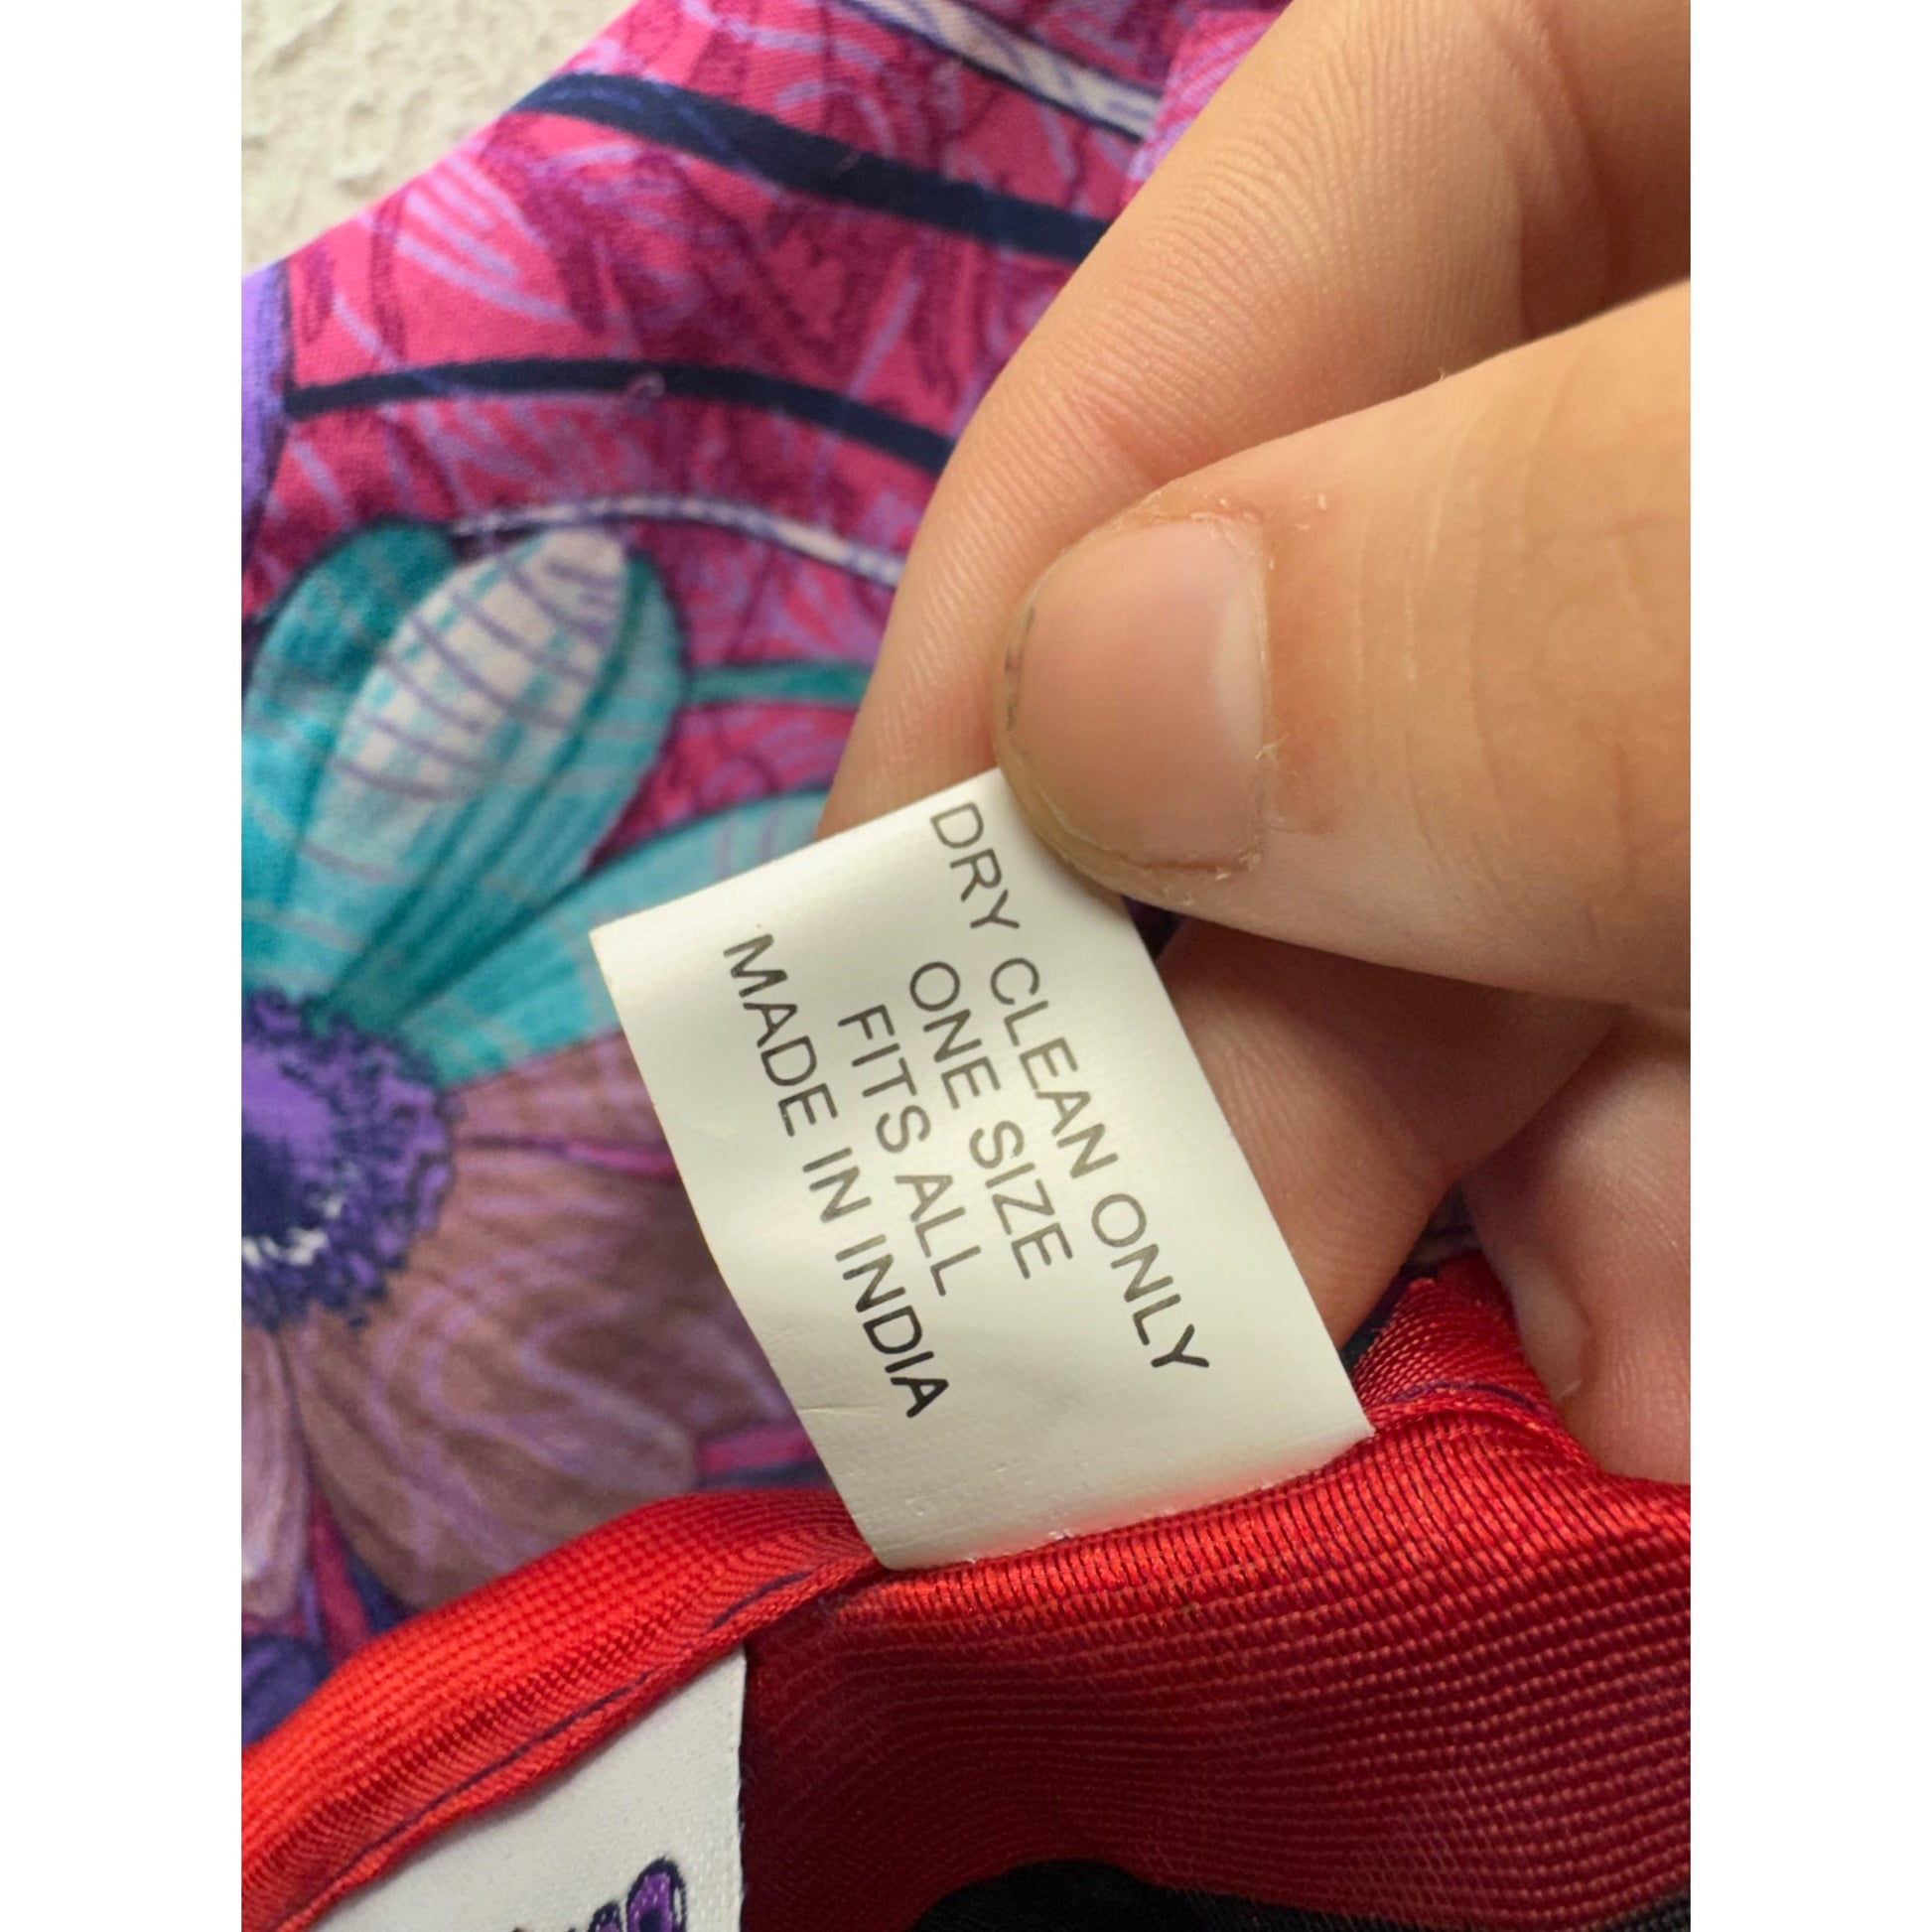 DRY CLEAN ONLY
ONE SIZE
FITS ALL
MADE IN INDIA